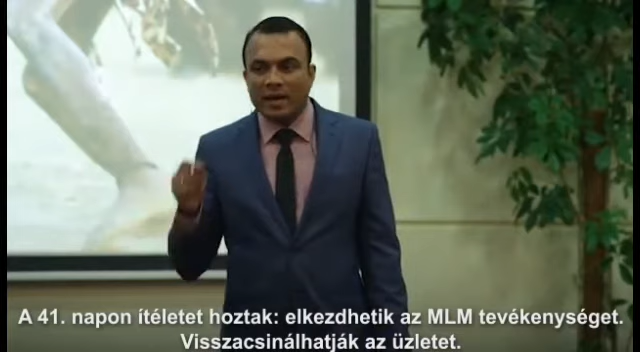 A 41. napon ítéletet hoztak: elkezdhetik az MLM tevékenységet.
Visszacsinálhatják az üzletet.